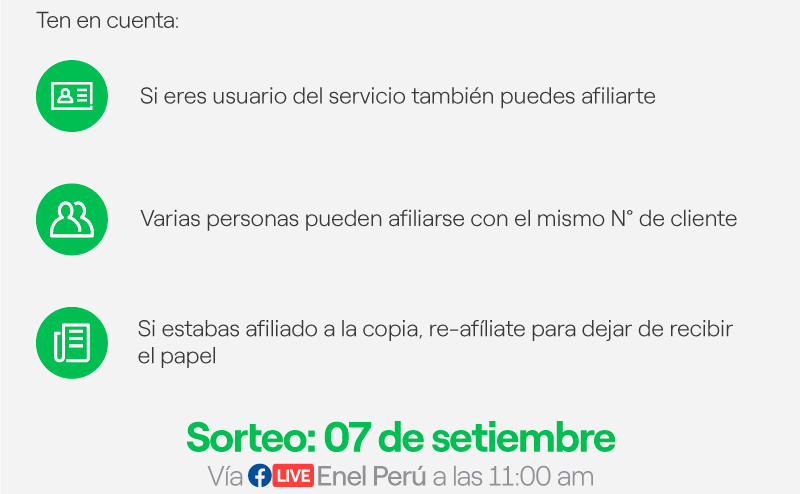 Ten en cuenta:
Si eres usuario del servicio también puedes afiliarte
Varias personas pueden afiliarse con el mismo N° de cliente
Si estabas afiliado a la copia, re-afíliate para dejar de recibir
el papel
Sorteo: 07 de setiembre
Vía f LIVE Enel Perú a las 11:00 am